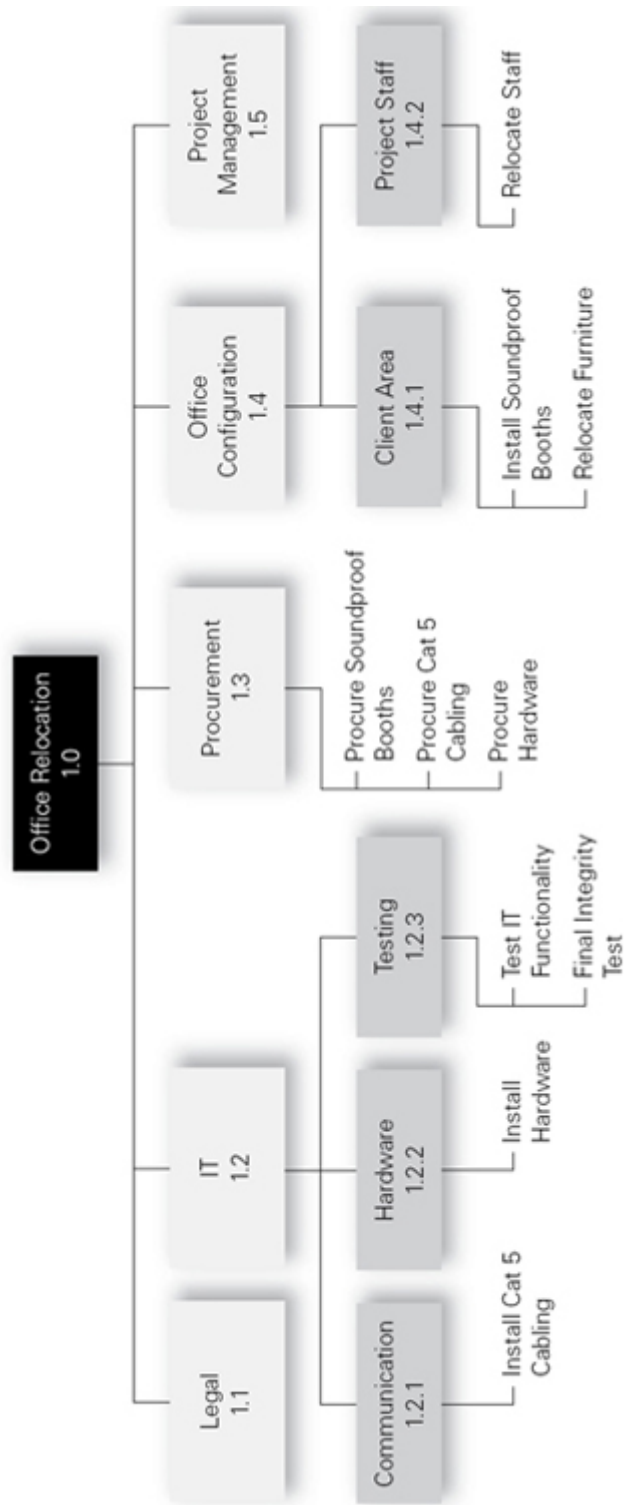 Office Relocation
1.0
Legal
1.1
IT
1.2
Procurement
1.3
Office
Configuration
1.4
Project
Management
1.5
Communication
1.2.1
Hardware
1.2.2
Testing
1.2.3
Client Area
1.4.1
Project Staff
1.4.2
Install Cat 5
Cabling
Install
Hardware
Test IT
Functionality
Final Integrity
Test
Procure Soundproof
Booths
Procure Cat 5
Cabling
Procure
Hardware
Install Soundproof
Booths
Relocate Furniture
Relocate Staff